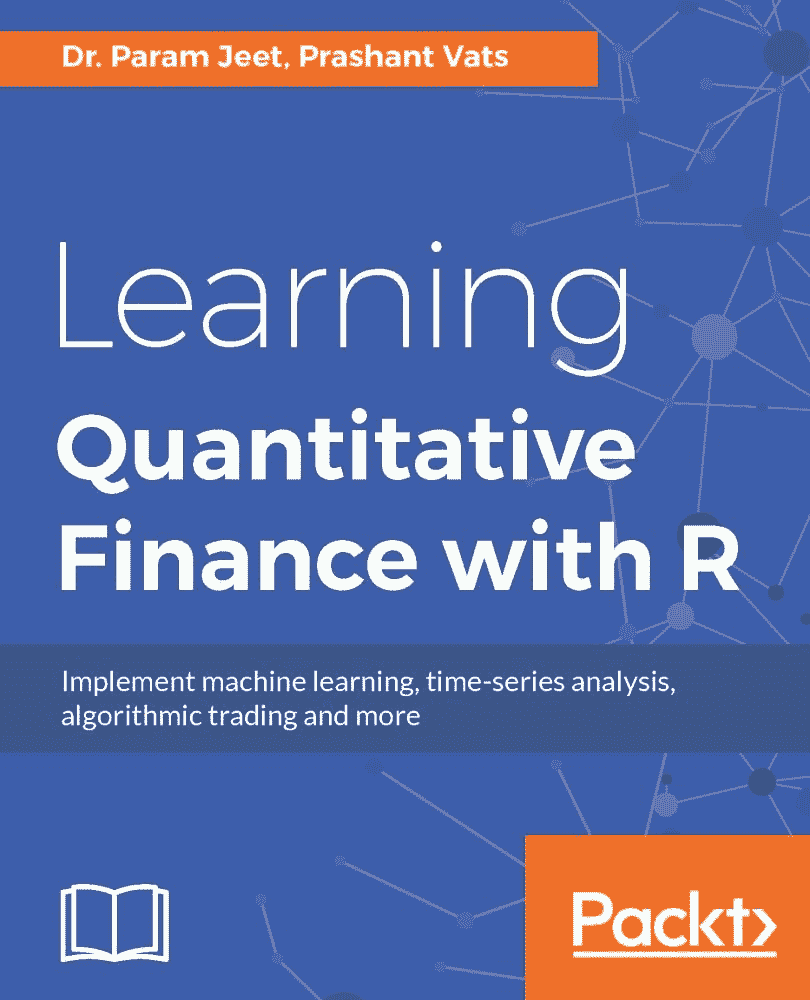 Dr. Param Jeet, Prashant Vats
Learning
Quantitative
Finance with R
Implement machine learning, time-series analysis,
algorithmic trading and more
Packt>